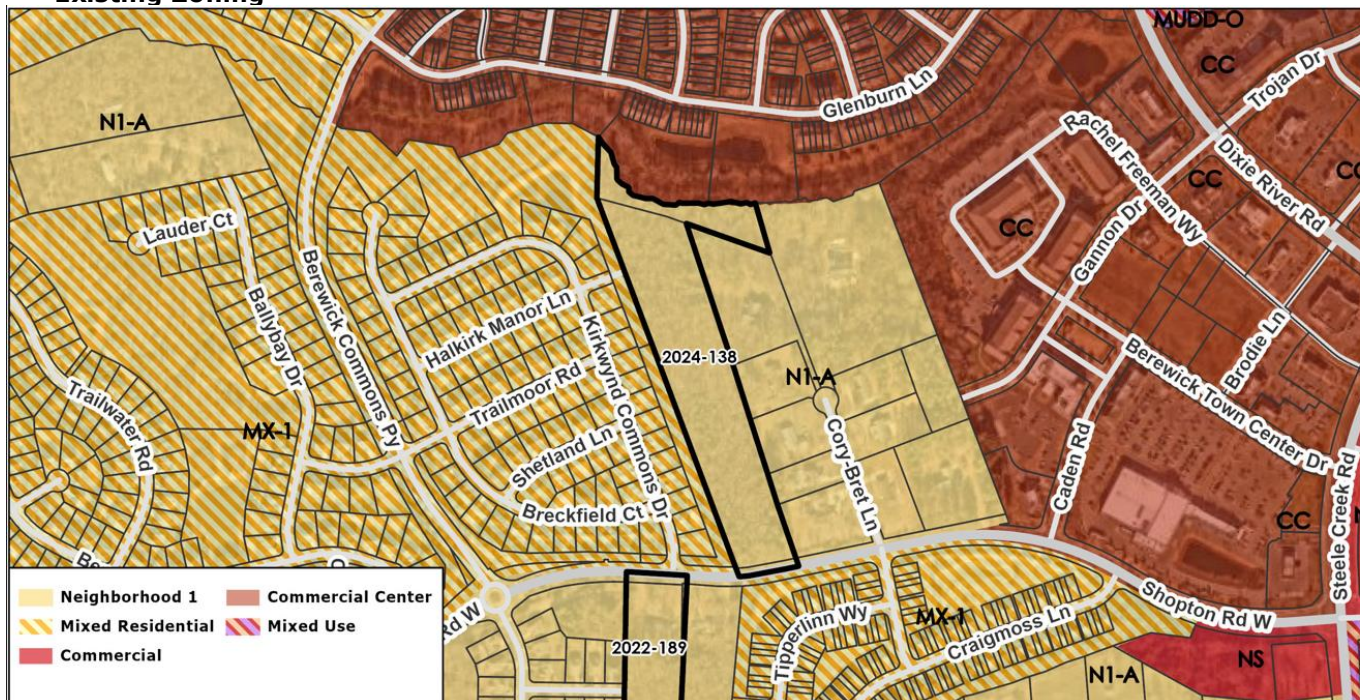 Existing Zoning
MUDD-O
CC
Trojan Dr
Glenburn Ln
N1-A
Rachel Freeman Wy
Dixie River Rd
CC
Lauder Ct
CC
Gannon Dr
Berewick Commons Py
Ballybay Dr
Halkirk Manor Ln
Kirkwynd Commons Dr
2024-138
Brodie Ln
Berewick Town Center Dr
N1-A
Trailmoor Rd
Trailwater Rd
MX-1
Cory-Bret Ln
Shetland Ln
Caden Rd
Steele Creek Rd
Breckfield Ct
CC
Neighborhood 1
Commercial Center
Mixed Residential
Mixed Use
Commercial
Rd W
Shopton Rd W
Tipperlinn Wy
MX-1
Craigmoss Ln
2022-189
NS
N1-A